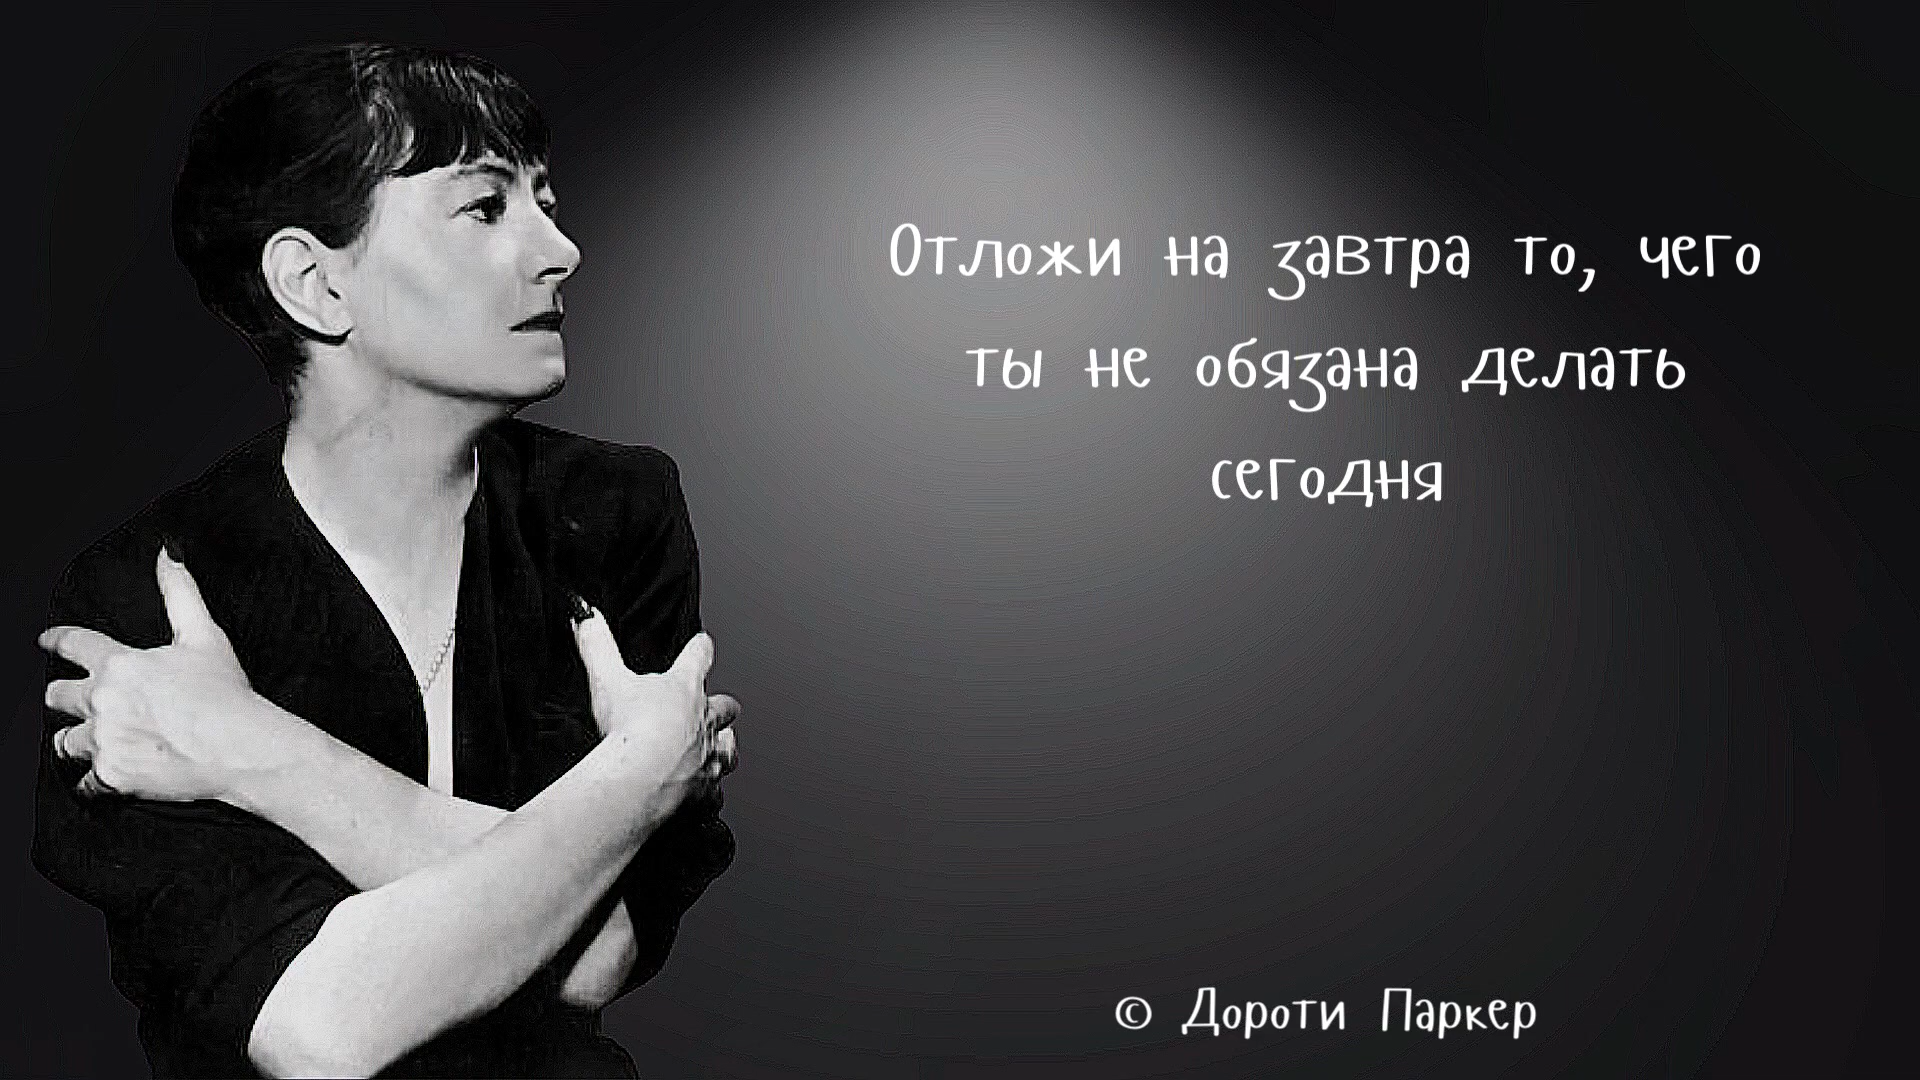 Отложи на завтра то, чего
ты не обязана делать
сегодня
© Дороти Паркер